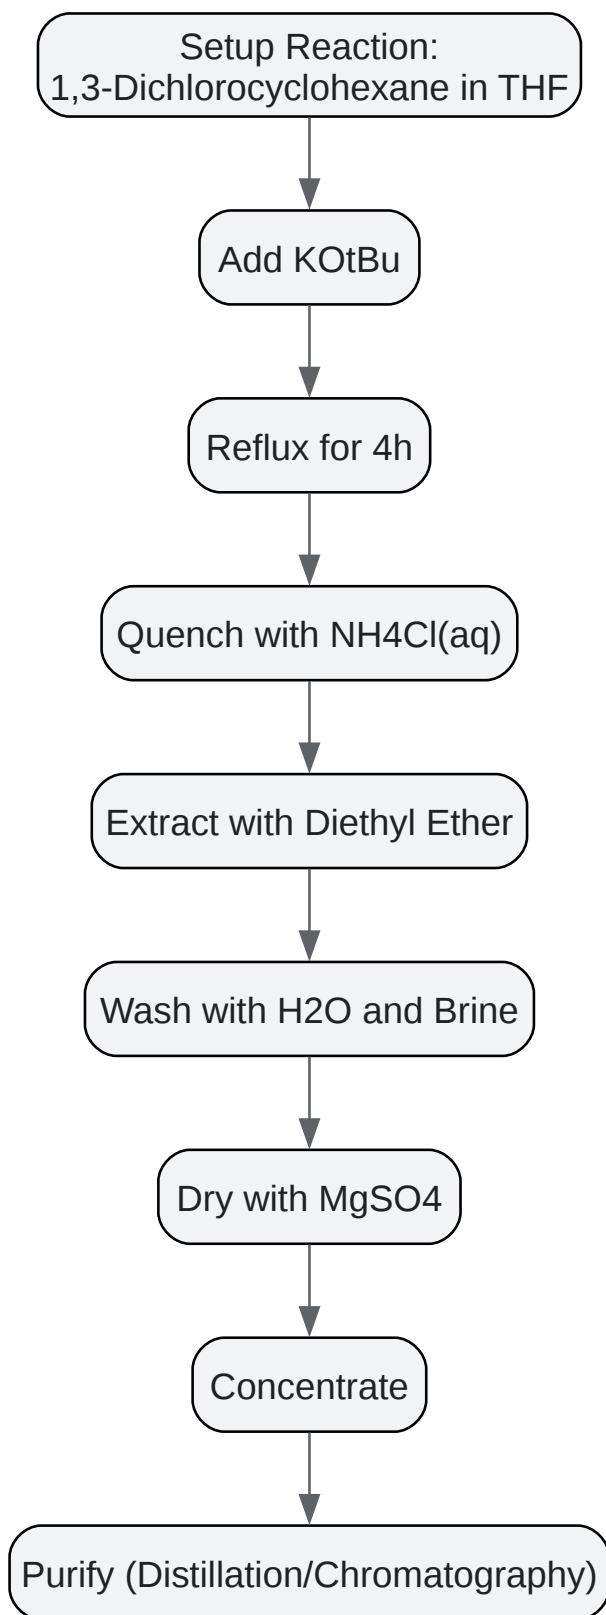 Setup Reaction:
1,3-Dichlorocyclohexane in THF
Add KOtBu
Reflux for 4h
Quench with NH4Cl(aq)
Extract with Diethyl Ether
Wash with H2O and Brine
Dry with MgSO4
Concentrate
Purify (Distillation/Chromatography)